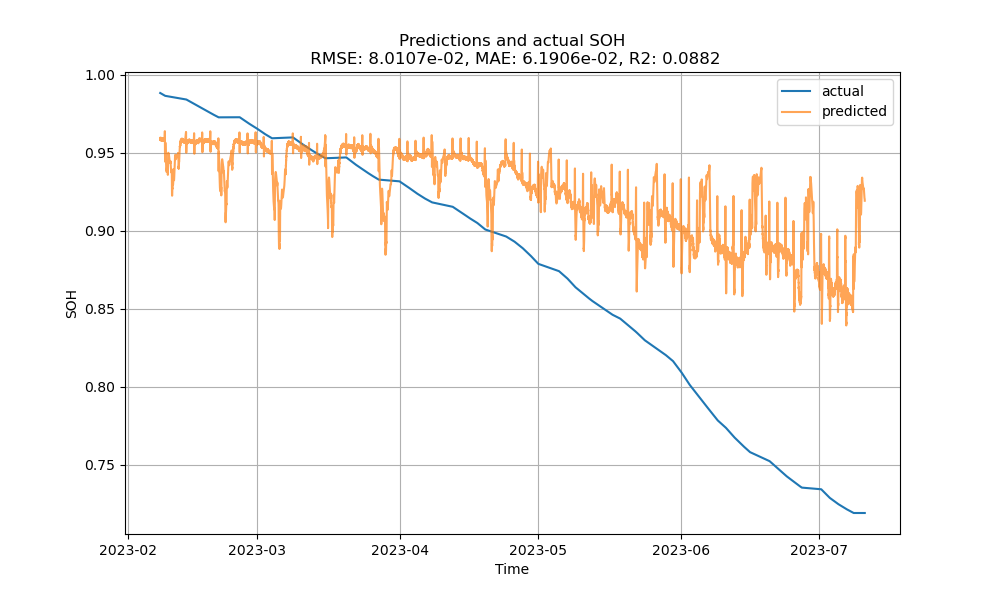 Predictions and actual SOH
RMSE: 8.0107e-02, MAE: 6.1906e-02, R2: 0.0882
actual
predicted
1.00
0.95
0.90
0.85
0.80
0.75
SOH
2023-02
2023-03
2023-04
2023-05
2023-06
2023-07
Time